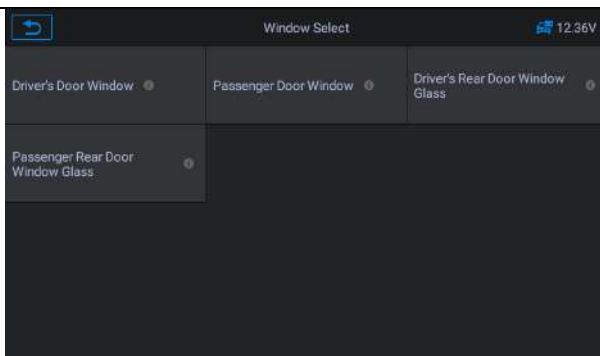 Window Select
12.36V
Driver's Door Window
Passenger Door Window
Driver's Rear Door Window
Glass
Passenger Rear Door
Window Glass